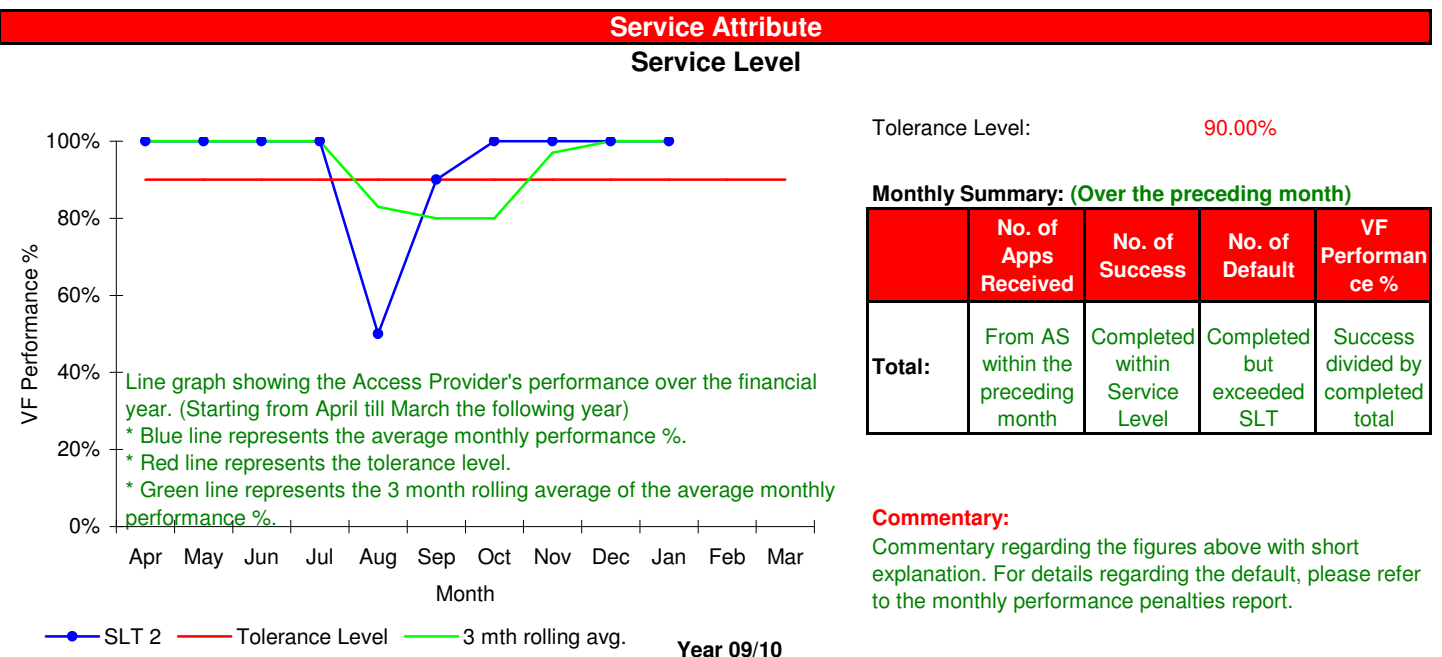 Service Attribute
Service Level
100%
80%
60%
40%
20%
0%
VF Performance %
Line graph showing the Access Provider's performance over the financial
year. (Starting from April till March the following year)
* Blue line represents the average monthly performance %.
* Red line represents the tolerance level.
* Green line represents the 3 month rolling average of the average monthly
performance %.
Apr May Jun Jul Aug Sep Oct Nov Dec Jan Feb Mar
Month
SLT 2 Tolerance Level 3 mth rolling avg.
Year 09/10
Tolerance Level: 90.00%
Monthly Summary: (Over the preceding month)
No. of
Apps
Received
No. of
Success
No. of
Default
VF
Performan
ce %
Total:
From AS
within the
preceding
month
Completed
within
Service
Level
Completed
but
exceeded
SLT
Success
divided by
completed
total
Commentary:
Commentary regarding the figures above with short
explanation. For details regarding the default, please refer
to the monthly performance penalties report.